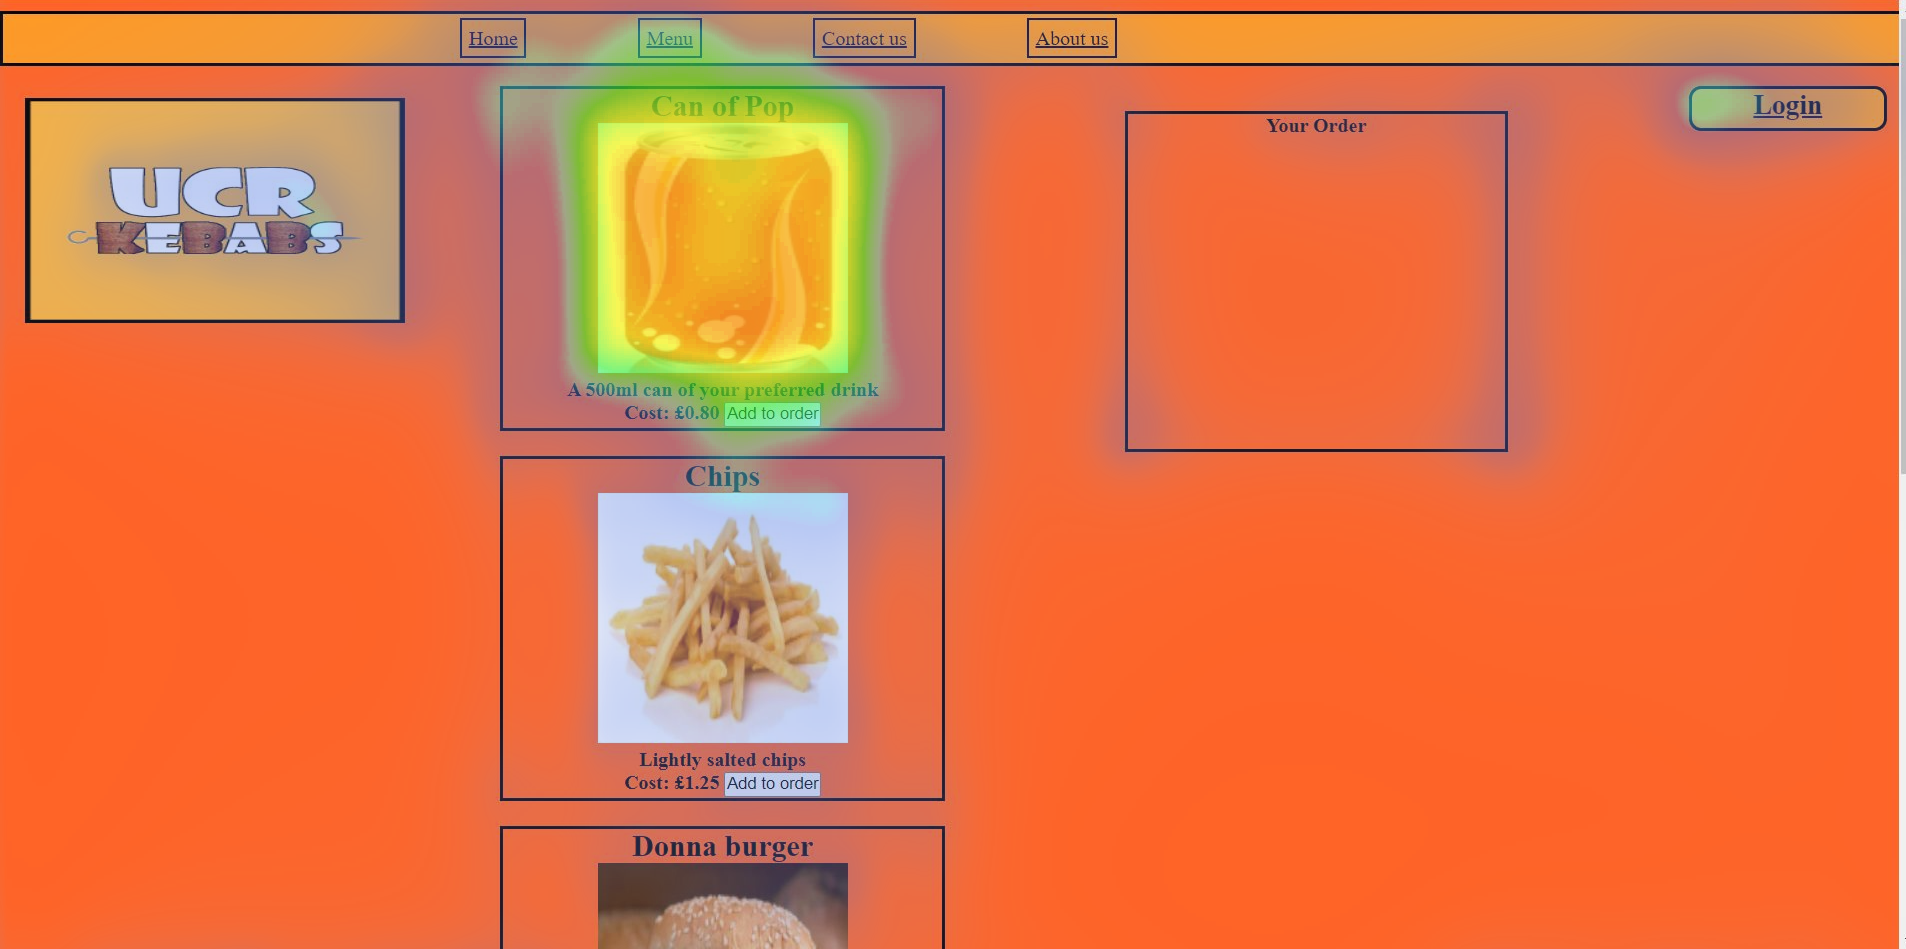 Home Menu Contact us About us
UCR
KEBABS
Can of Pop
A 500ml can of your preferred drink
Cost: £0.80 Add to order
Chips
Lightly salted chips
Cost: £1.25 Add to order
Donna burger
Your Order
Login